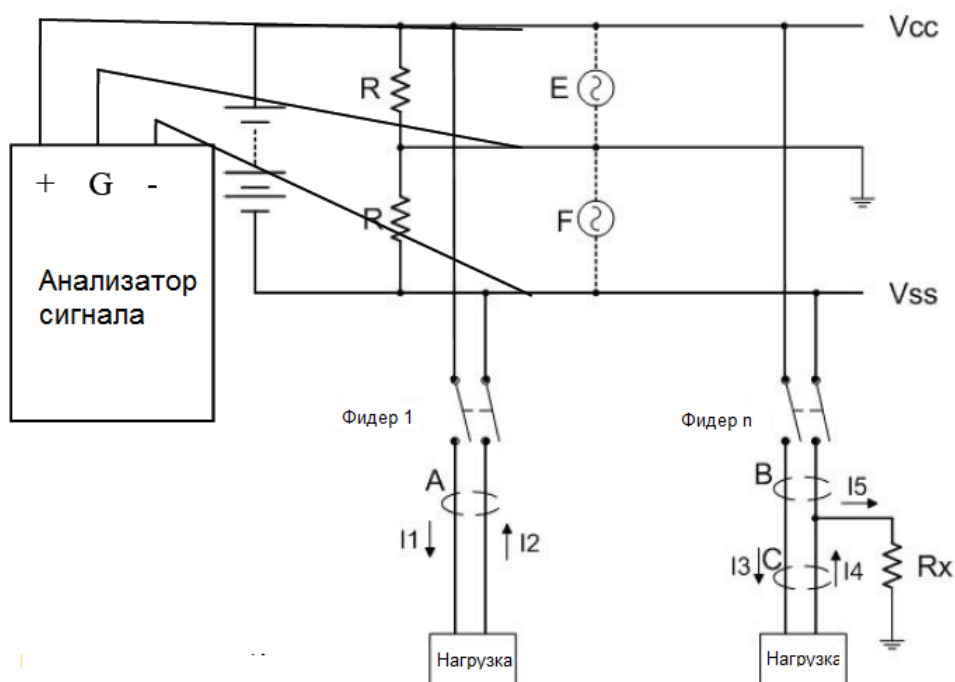 Vcc
R
E
+ G -
R
F
Анализатор
сигнала
Vss
Фидер 1
Фидер n
A
B
I5
I1
I2
I3
C
I4
Rx
Нагрузка
Нагрузка